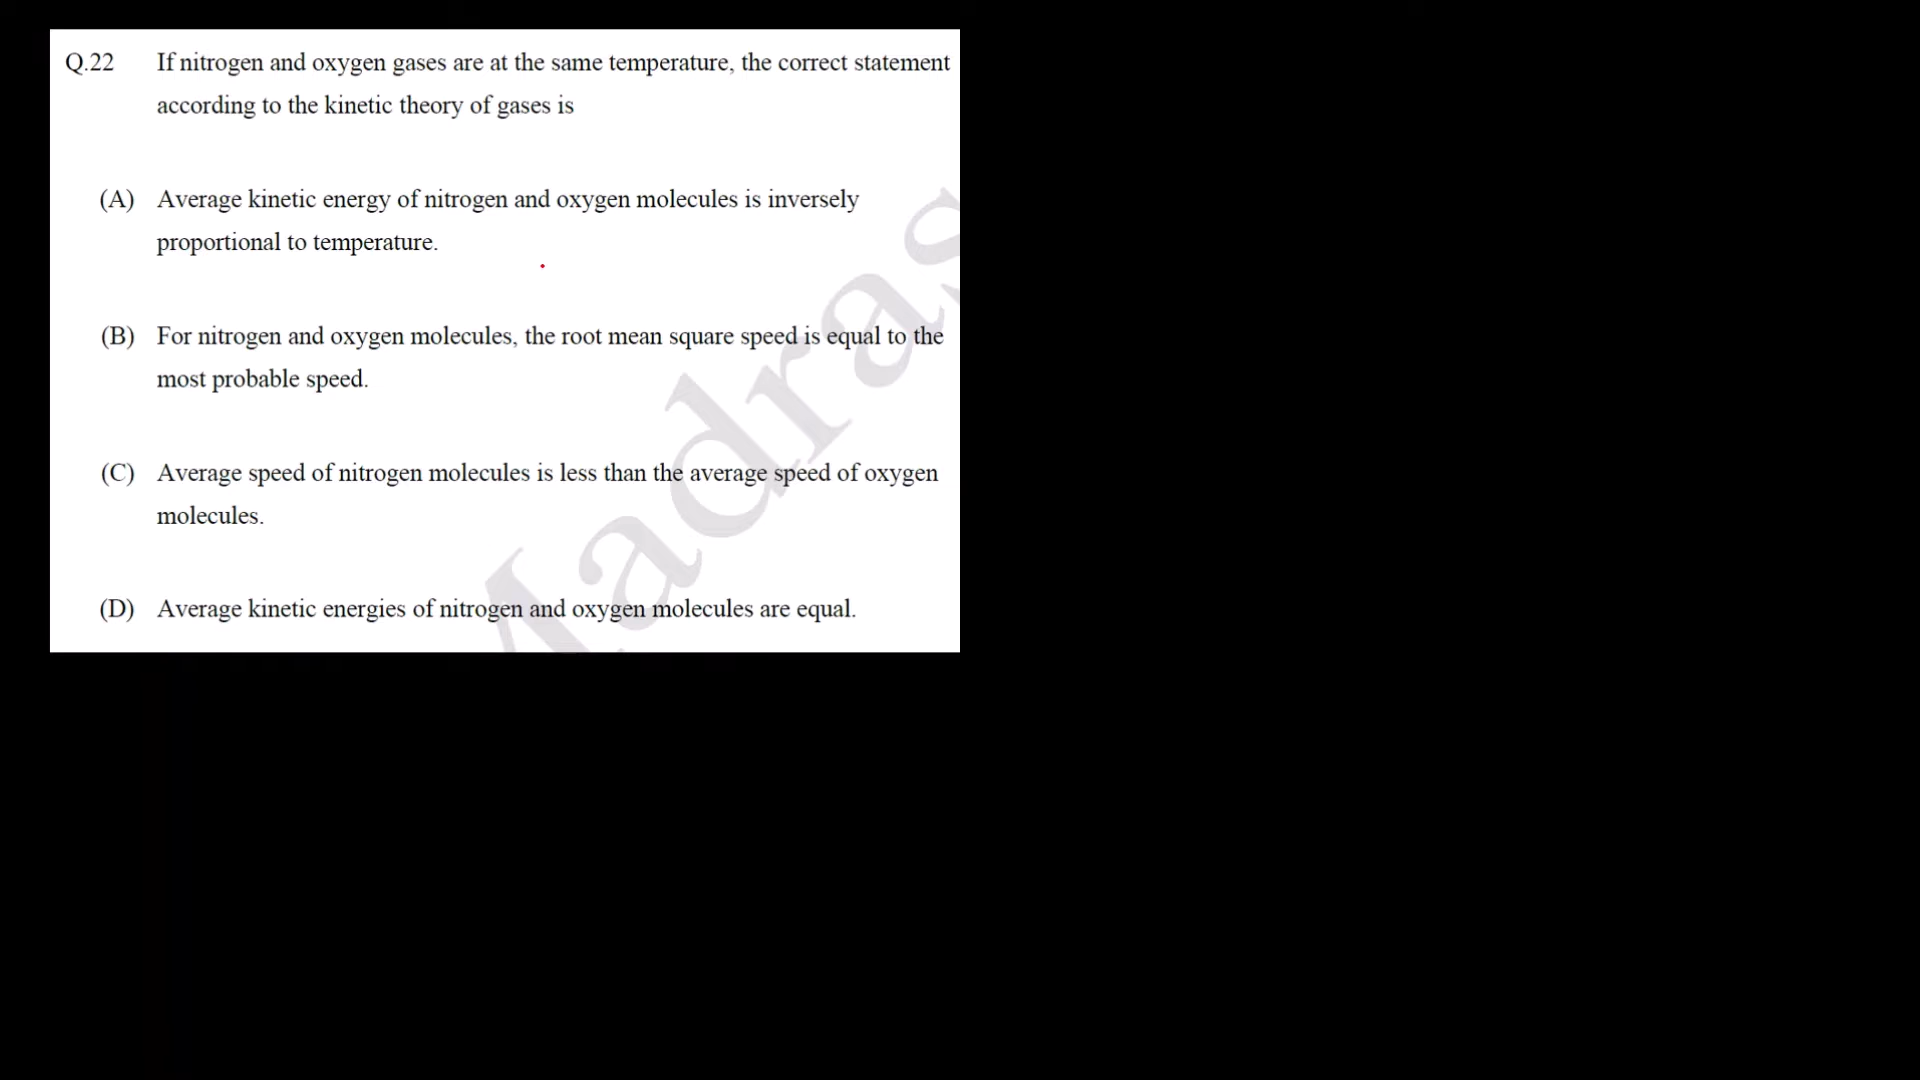 Q.22 If nitrogen and oxygen gases are at the same temperature, the correct statement
according to the kinetic theory of gases is
(A) Average kinetic energy of nitrogen and oxygen molecules is inversely
proportional to temperature.
(B) For nitrogen and oxygen molecules, the root mean square speed is equal to the
most probable speed.
(C) Average speed of nitrogen molecules is less than the average speed of oxygen
molecules.
(D) Average kinetic energies of nitrogen and oxygen molecules are equal.
Madras